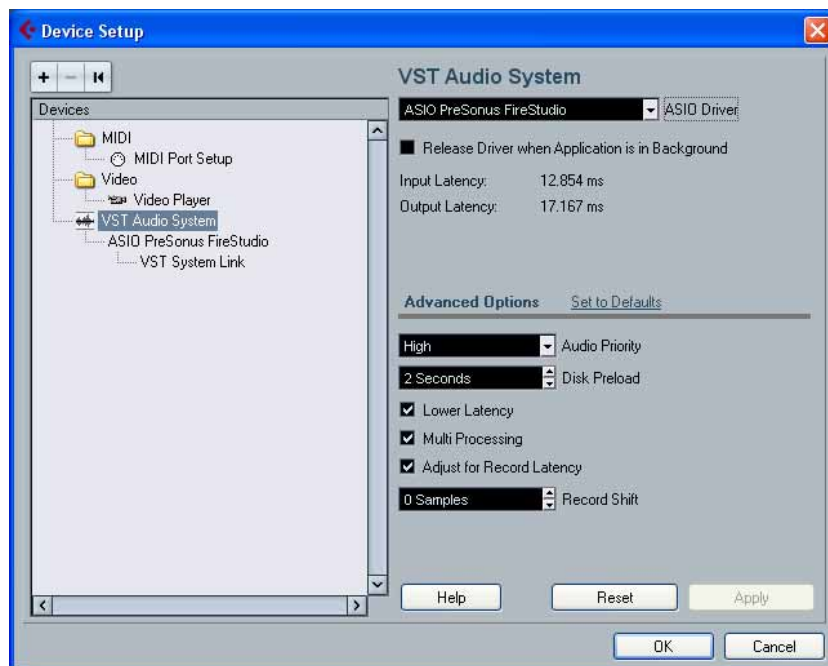 Device Setup
Devices
MIDI
MIDI Port Setup
Video
Video Player
VST Audio System
ASIO PreSonus FireStudio
VST System Link
VST Audio System
ASIO PreSonus FireStudio ASIO Driver
Release Driver when Application is in Background
Input Latency: 12.854 ms
Output Latency: 17.167 ms
Advanced Options Set to Defaults
High Audio Priority
2 Seconds Disk Preload
Lower Latency
Multi Processing
Adjust for Record Latency
0 Samples Record Shift
Help Reset Apply
OK Cancel